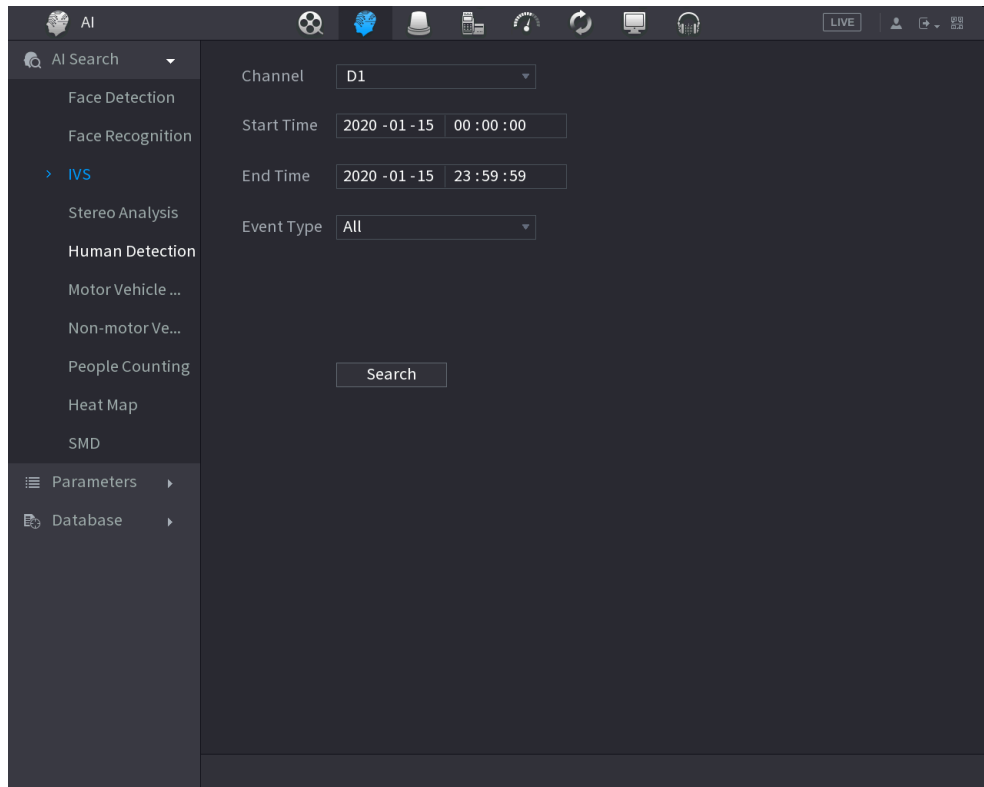 AI
LIVE
AI Search
Face Detection
Face Recognition
IVS
Stereo Analysis
Human Detection
Motor Vehicle ...
Non-motor Ve...
People Counting
Heat Map
SMD
Parameters
Database
Channel D1
Start Time 2020 -01 -15 00 :00 :00
End Time 2020 -01 -15 23 :59 :59
Event Type All
Search